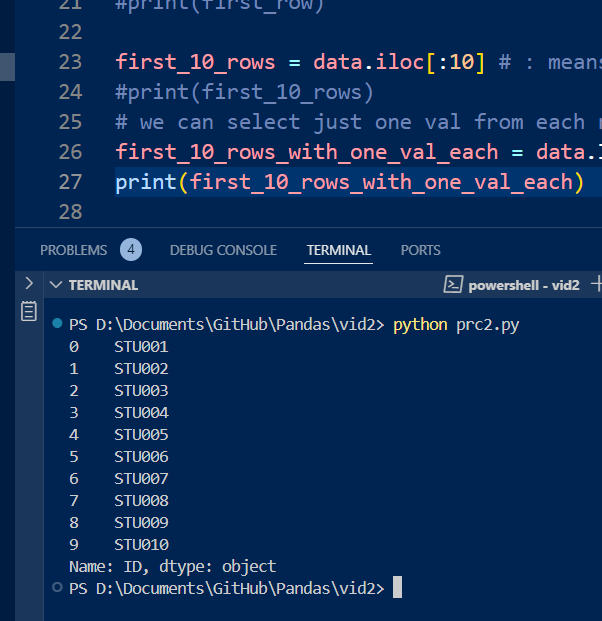 21 #print(first_row)
22
23 first_10_rows = data.iloc[:10] # : means
24 #print(first_10_rows)
25 # we can select just one val from each
26 first_10_rows_with_one_val_each = data.
27 print(first_10_rows_with_one_val_each)
28
PROBLEMS 4 DEBUG CONSOLE TERMINAL PORTS
TERMINAL powershell - vid2
PS D:\Documents\GitHub\Pandas\vid2> python prc2.py
0 STU001
1 STU002
2 STU003
3 STU004
4 STU005
5 STU006
6 STU007
7 STU008
8 STU009
9 STU010
Name: ID, dtype: object
PS D:\Documents\GitHub\Pandas\vid2>